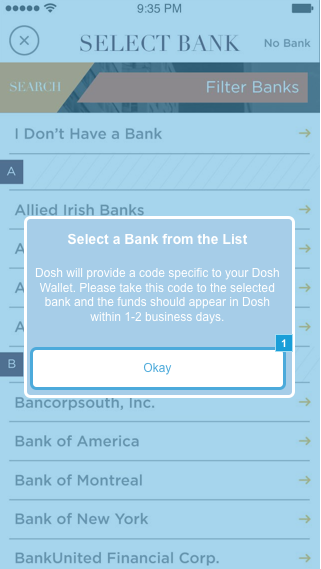 9:35 PM
SELECT BANK
No Bank
SEARCH
Filter Banks
I Don't Have a Bank
A
Allied Irish Banks
A
A
A
Select a Bank from the List
Dosh will provide a code specific to your Dosh
Wallet. Please take this code to the selected
bank and the funds should appear in Dosh
within 1-2 business days.
1
Okay
B
Bancorpsouth, Inc.
Bank of America
Bank of Montreal
Bank of New York
BankUnited Financial Corp.